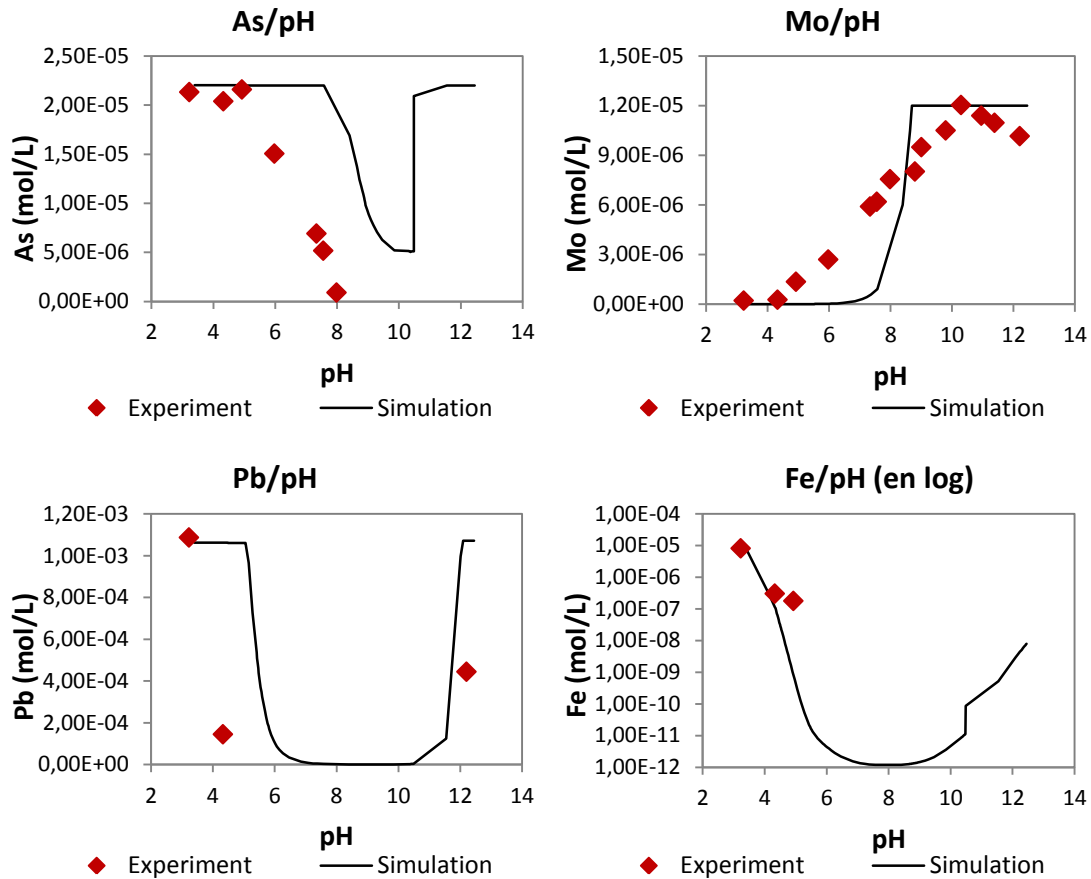 As/pH
As (mol/L)
2,50E-05
2,00E-05
1,50E-05
1,00E-05
5,00E-06
0,00E+00
2 4 6 8 10 12 14
pH
Experiment Simulation
Mo/pH
Mo (mol/L)
1,50E-05
1,20E-05
9,00E-06
6,00E-06
3,00E-06
0,00E+00
2 4 6 8 10 12 14
pH
Experiment Simulation
Pb/pH
Pb (mol/L)
1,20E-03
1,00E-03
8,00E-04
6,00E-04
4,00E-04
2,00E-04
0,00E+00
2 4 6 8 10 12 14
pH
Experiment Simulation
Fe/pH (en log)
Fe (mol/L)
1,00E-04
1,00E-05
1,00E-06
1,00E-07
1,00E-08
1,00E-09
1,00E-10
1,00E-11
1,00E-12
2 4 6 8 10 12 14
pH
Experiment Simulation